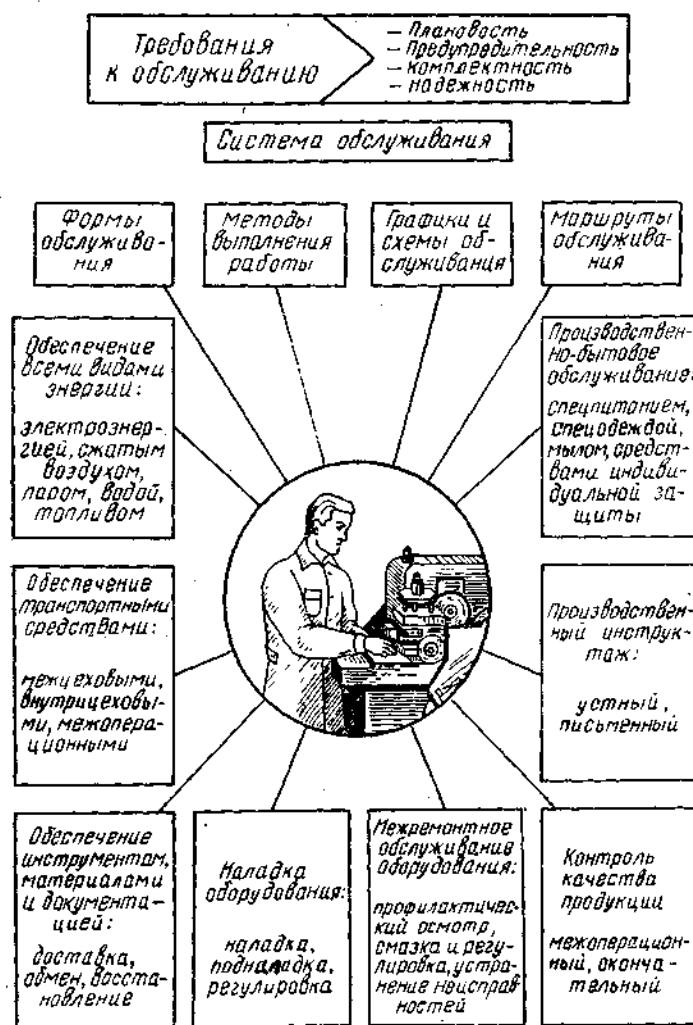 Требования
к обслуживанию
— Плановость
— Предупредительность
— комплектность
— надежность
Система обслуживания
Формы
обслужива-
ния
Методы
выполнения
работы
Графики и
схемы об-
служивания
Маршруты
обслужива-
ния
Обеспечение
всеми видами
энергии:
электроэнер-
гией, сжатым
воздухом,
паром, водой,
топливом
Производствен-
но-бытовое
обслуживание:
спецпитанием,
спецодеждой,
мылом, средст-
вами индиви-
дуальной за-
щиты
Обеспечение
транспортными
средствами:
межцеховыми,
внутрицеховы-
ми, межопера-
ционными
Производствен-
ный инструк-
таж:
устный,
письменный
Обеспечение
инструментам,
материалами
и документа-
цией:
доставка,
обмен, восста-
новление
Наладка
оборудования:
наладка,
подналадка,
регулировка
Межремонтное
обслуживание
оборудования:
профилактичес-
кий осмотр,
смазка и регу-
лировка, устра-
нение неисправ-
ностей
Контроль
качества
продукции
межоперацион-
ный, оконча-
тельный